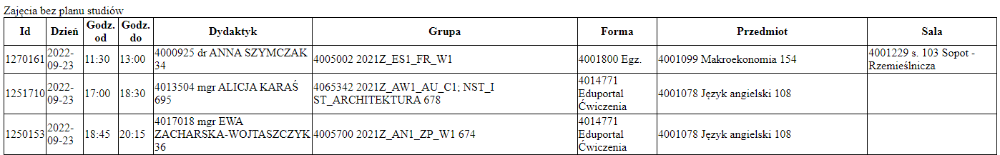 Zajęcia bez planu studiów
Id Dzień Godz. od Godz. do Dydaktyk Grupa Forma Przedmiot Sala
1270161 2022-09-23 11:30 13:00 4000925 dr ANNA SZYMCZAK 34 4005002 2021Z_ES1_FR_W1 4001800 Egz. 4001099 Makroekonomia 154 4001229 s. 103 Sopot - Rzemieślnicza
1251710 2022-09-23 17:00 18:30 4013504 mgr ALICJA KARAŚ 695 4065342 2021Z_AW1_AU_C1; NST_I ST_ARCHITEKTURA 678 4014771 Eduportal Ćwiczenia 4001078 Język angielski 108
1250153 2022-09-23 18:45 20:15 4017018 mgr EWA ZACHARSKA-WOJTASZCZYK 36 4005700 2021Z_AN1_ZP_W1 674 4014771 Eduportal Ćwiczenia 4001078 Język angielski 108